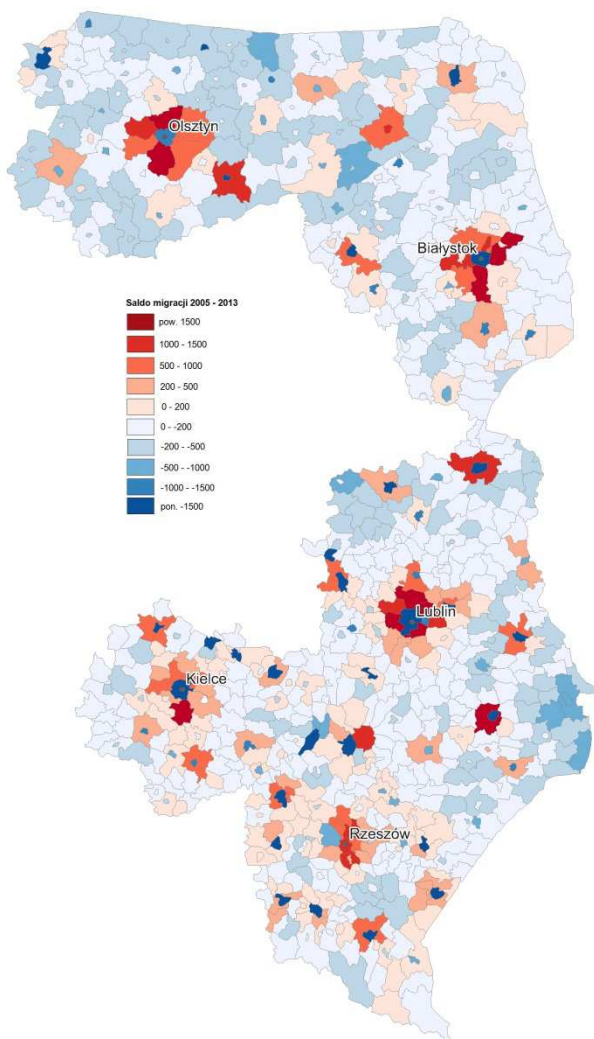 Olsztyn
Białystok
Saldo migracji 2005 - 2013
pow. 1500
1000 - 1500
500 - 1000
200 - 500
0 - 200
0 - -200
-200 - -500
-500 - -1000
-1000 - -1500
pon. -1500
Lublin
Kielce
Rzeszów